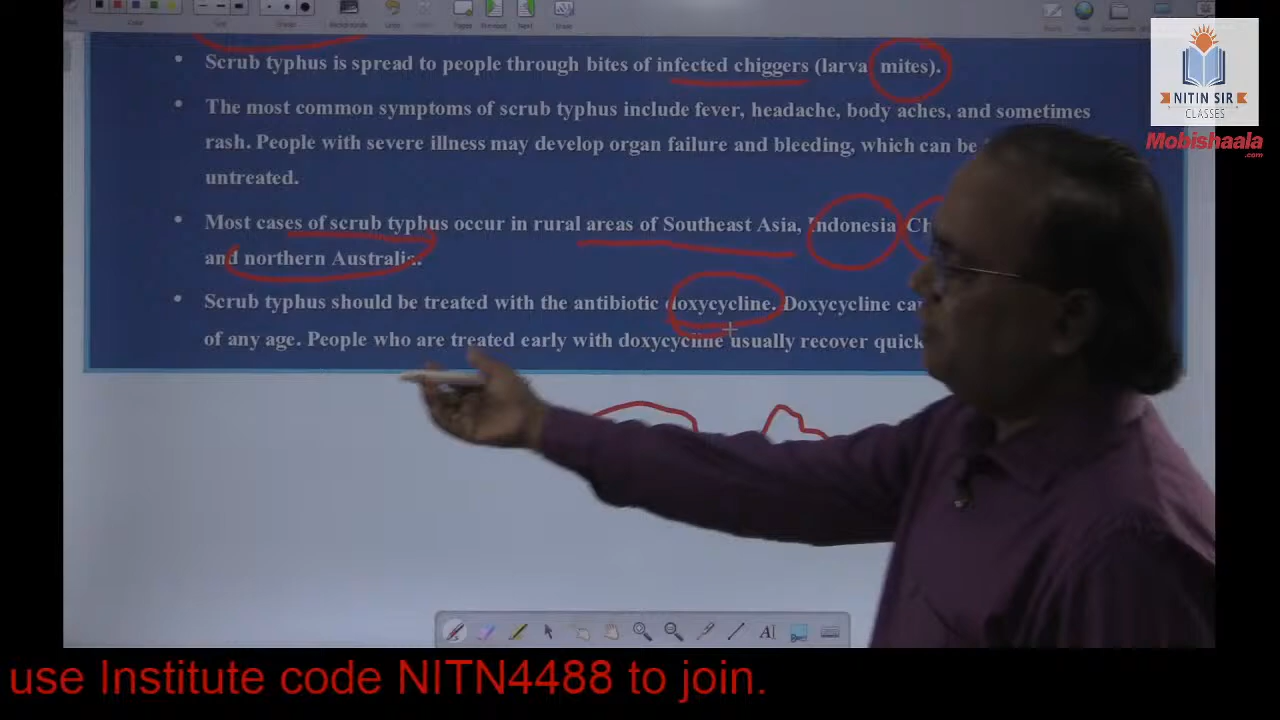 Scrub typhus is spread to people through bites of infected chiggers (larva mites).
The most common symptoms of scrub typhus include fever, headache, body aches, and sometimes
rash. People with severe illness may develop organ failure and bleeding, which can be
untreated.
Most cases of scrub typhus occur in rural areas of Southeast Asia, Indonesia
and northern Australia.
Scrub typhus should be treated with the antibiotic doxycycline. Doxycycline
of any age. People who are treated early with doxycycline usually recover
NITIN SIR
CLASSES
Mobishaala
.com
use Institute code NITN4488 to join.